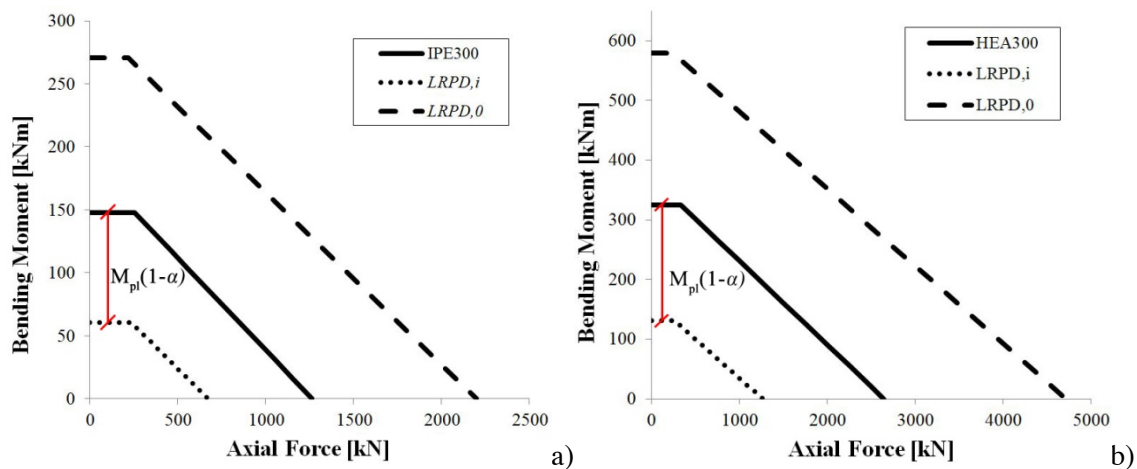 300
250
200
150
100
50
0
Bending Moment [kNm]
IPE300
LRPD,i
LRPD,0
M_pl(1-α)
0 500 1000 1500 2000 2500
Axial Force [kN]
a)
600
500
400
300
200
100
0
Bending Moment [kNm]
HEA300
LRPD,i
LRPD,0
M_pl(1-α)
0 1000 2000 3000 4000 5000
Axial Force [kN]
b)